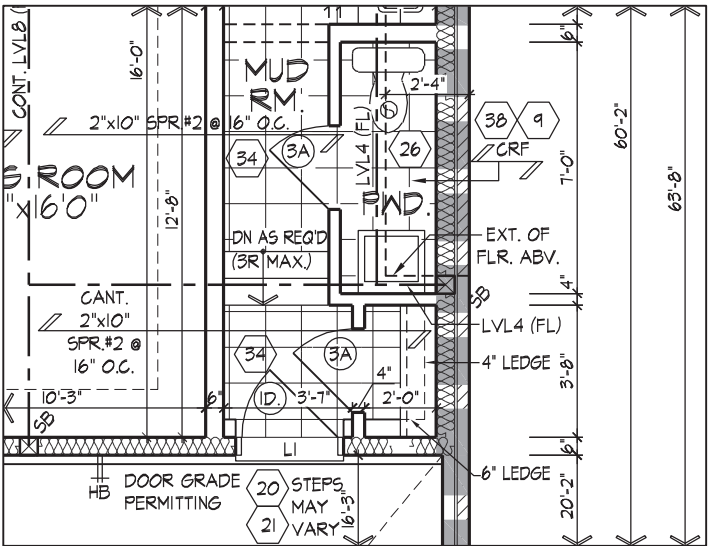 CONT. LVL8 (
16'-0"
MUD
RM.
2'-4"
6"
2"x10" SPR.#2 @ 16" O.C.
LVL4 (FL)
38
9
CRF
34
3A
26
7'-0"
60'-2"
63'-8"
G. ROOM
"x16'0"
12'-8"
PWD.
DN AS REQ'D
(3R MAX.)
EXT. OF
FLR. ABV.
4"
SB
CANT.
2"x10"
SPR.#2 @
16" O.C.
LVL4 (FL)
34
3A
4" LEDGE
3'-8"
4"
10'-3"
6"
1D.
3'-7"
2'-0"
SB
6"
L1
6" LEDGE
HB
DOOR GRADE
PERMITTING
20
21
STEPS
MAY
VARY
16'-3"
20'-2"